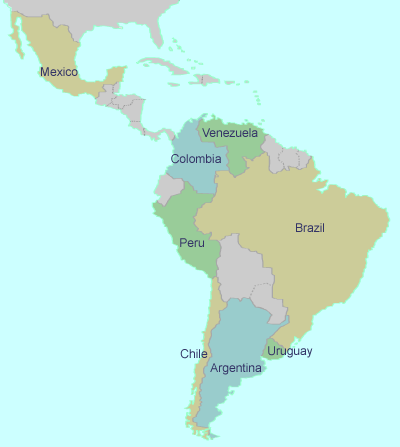 Mexico
Venezuela
Colombia
Brazil
Peru
Chile
Uruguay
Argentina